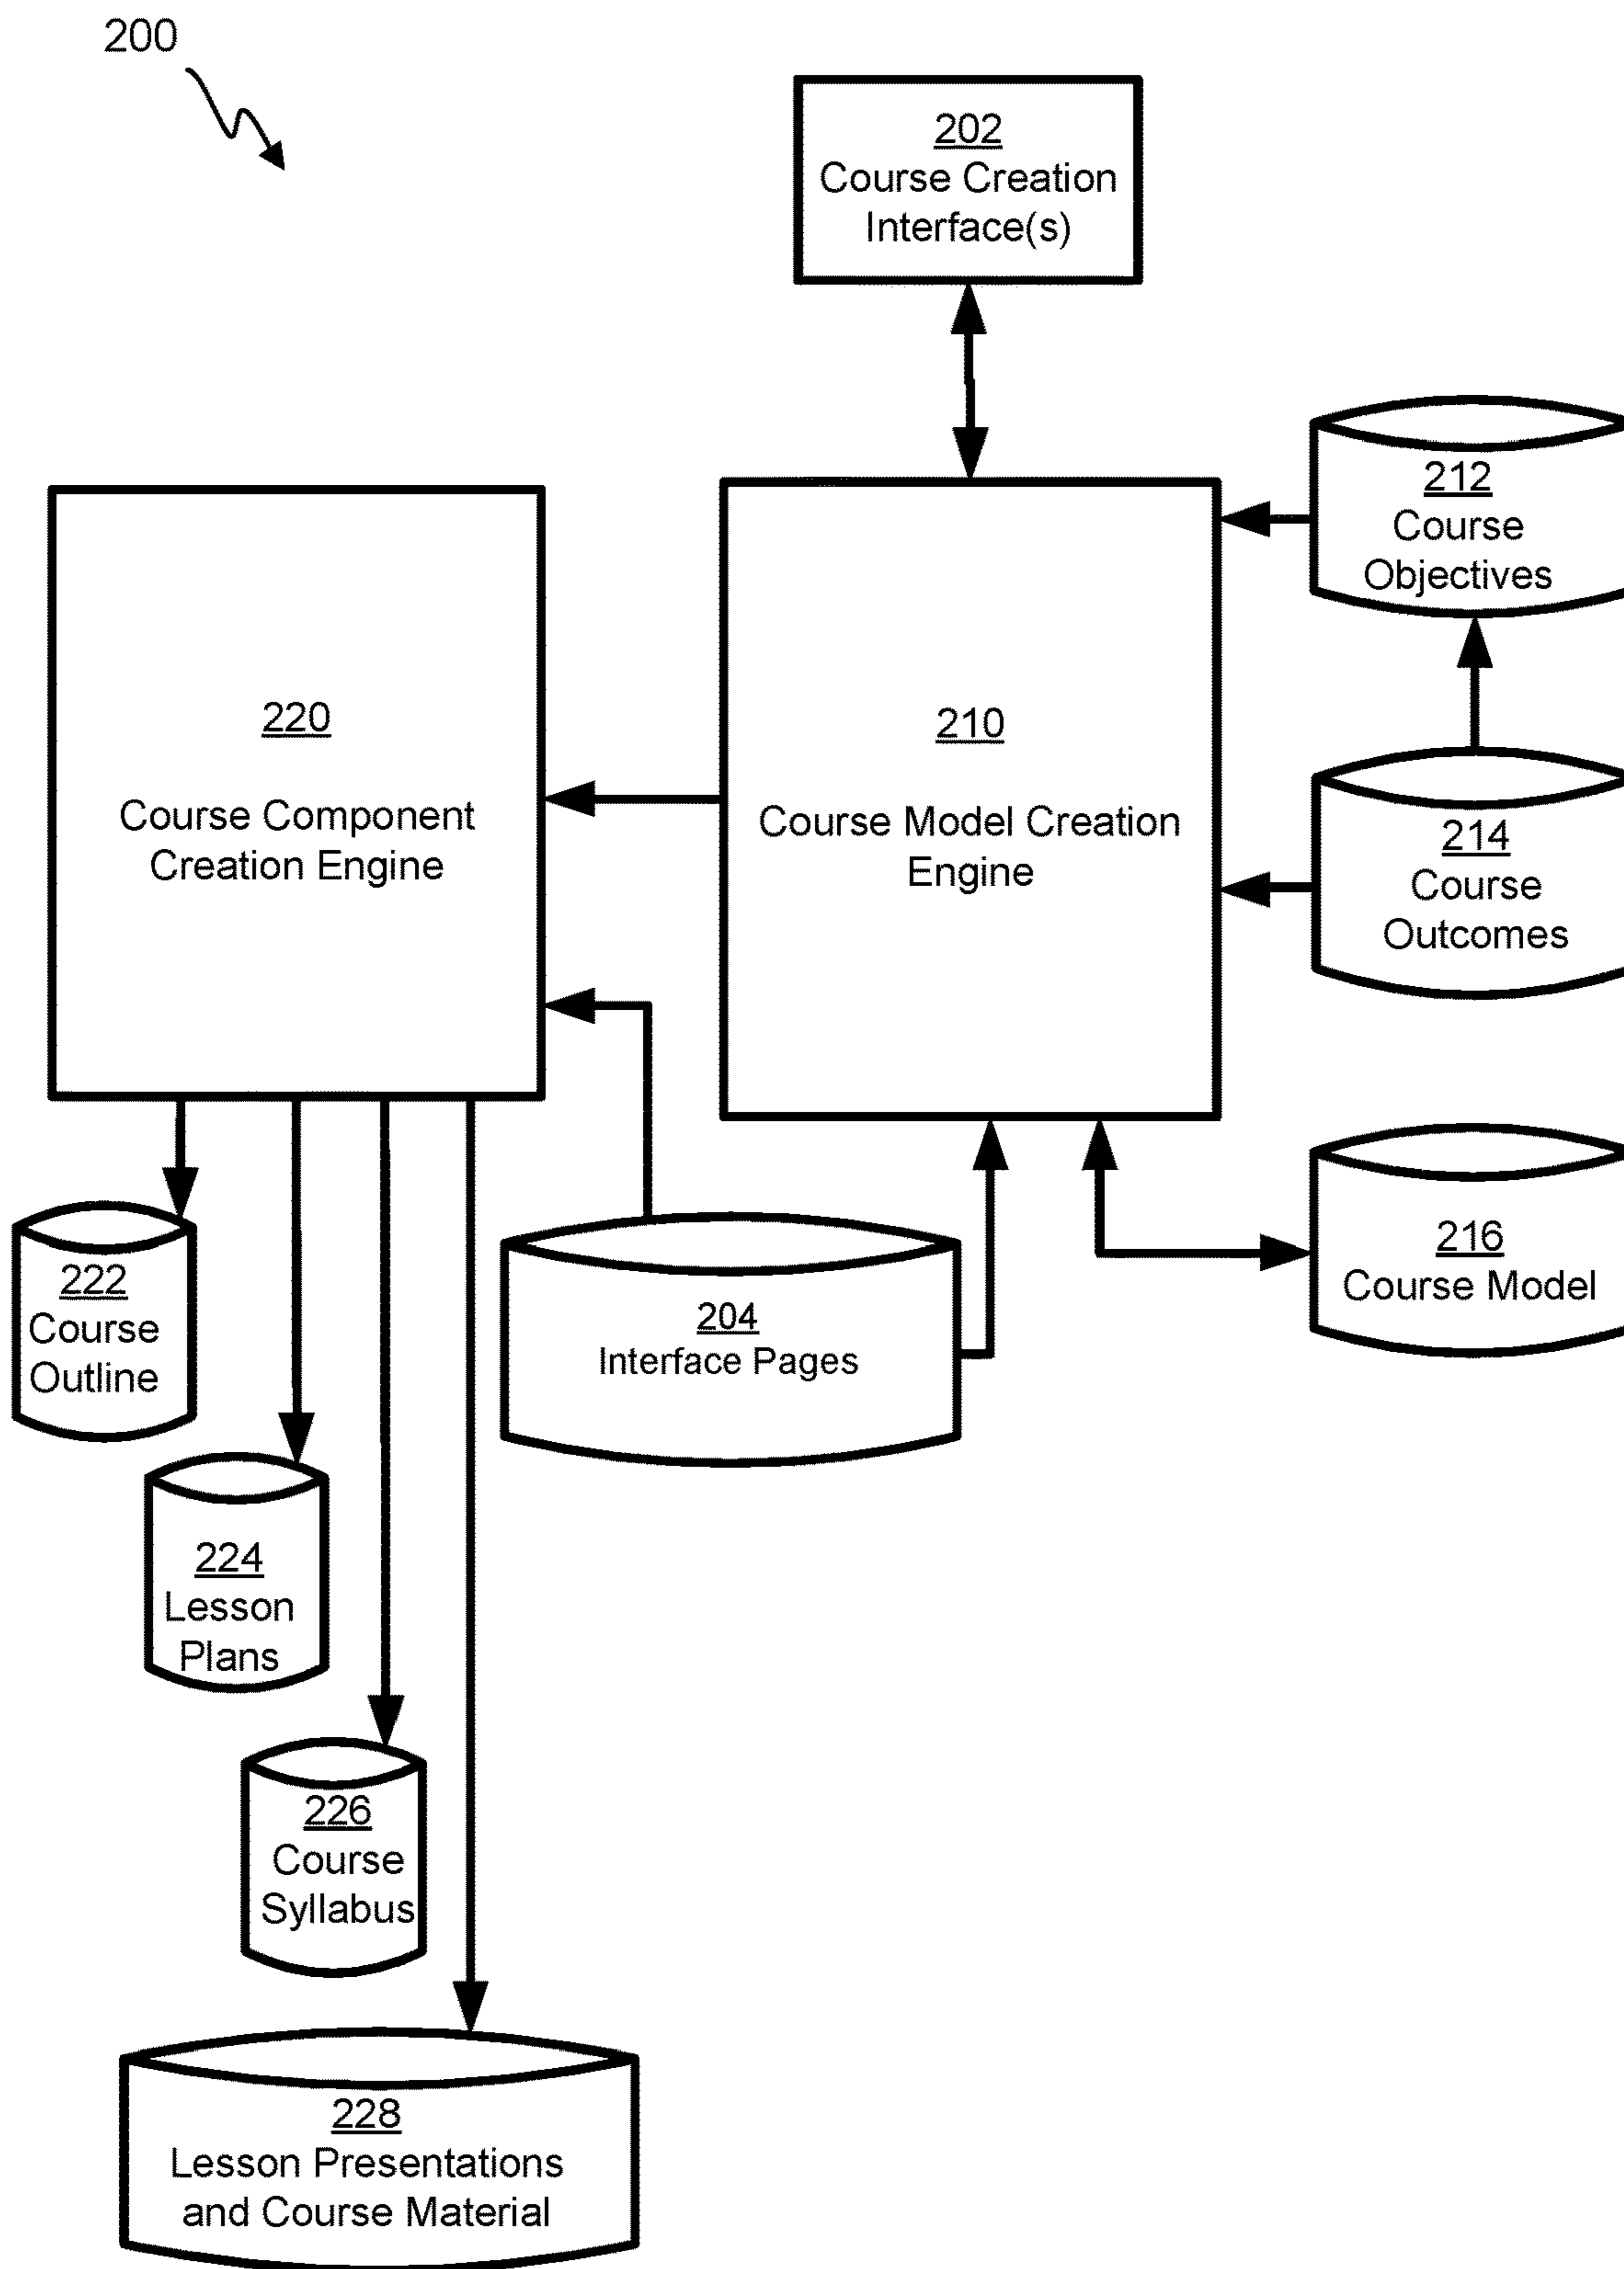 200
202
Course Creation
Interface(s)
212
Course
Objectives
220
Course Component
Creation Engine
210
Course Model Creation
Engine
214
Course
Outcomes
222
Course
Outline
204
Interface Pages
216
Course Model
224
Lesson
Plans
226
Course
Syllabus
228
Lesson Presentations
and Course Material